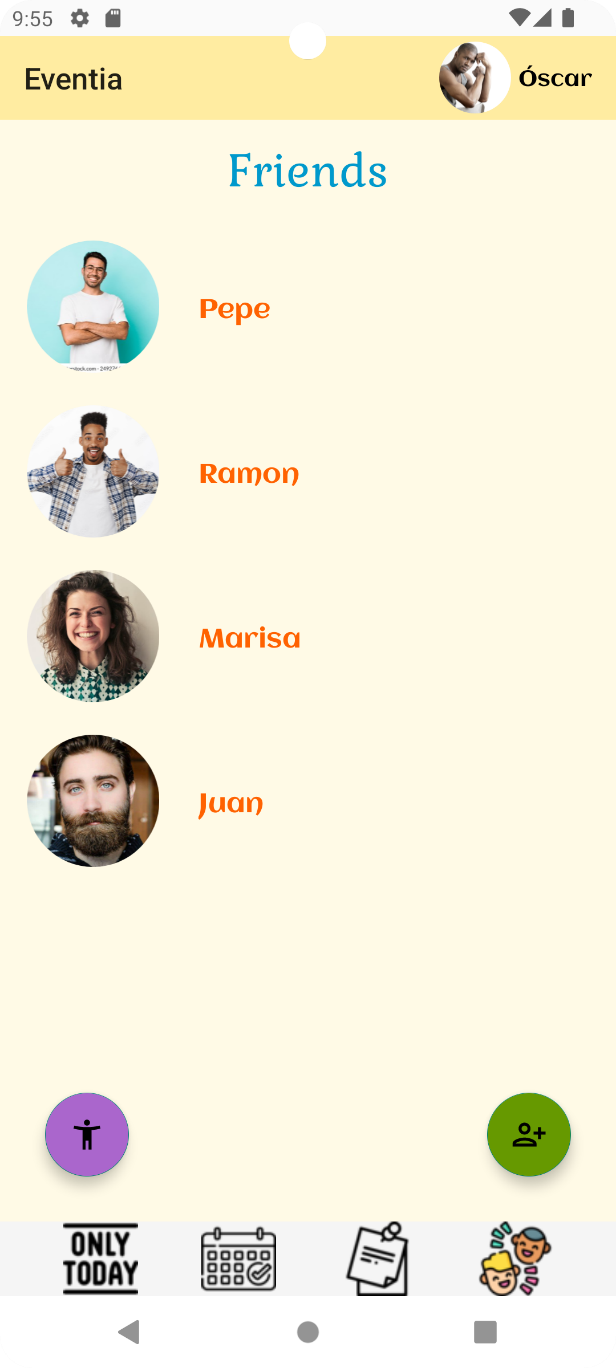 9:55
Eventia
Óscar
Friends
Pepe
Ramon
Marisa
Juan
ONLY
TODAY